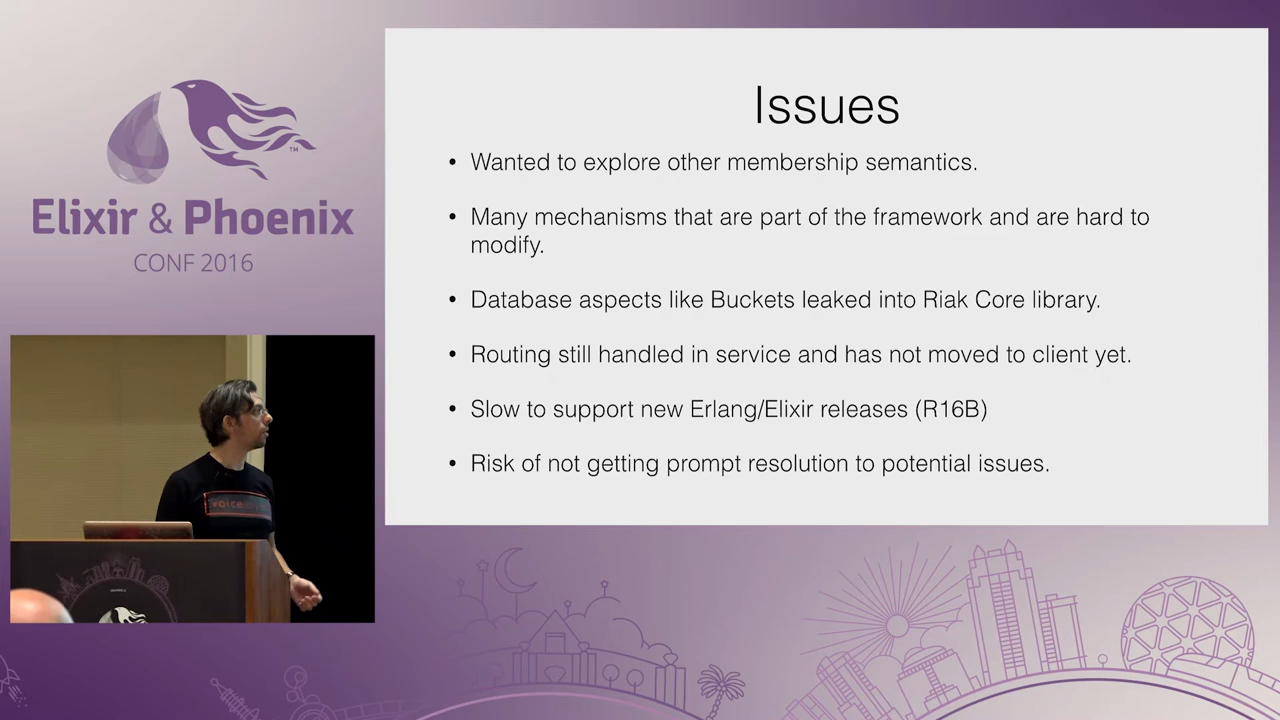 Elixir & Phoenix
CONF 2016
TM
Issues
• Wanted to explore other membership semantics.
• Many mechanisms that are part of the framework and are hard to
modify.
• Database aspects like Buckets leaked into Riak Core library.
• Routing still handled in service and has not moved to client yet.
• Slow to support new Erlang/Elixir releases (R16B)
• Risk of not getting prompt resolution to potential issues.
voice